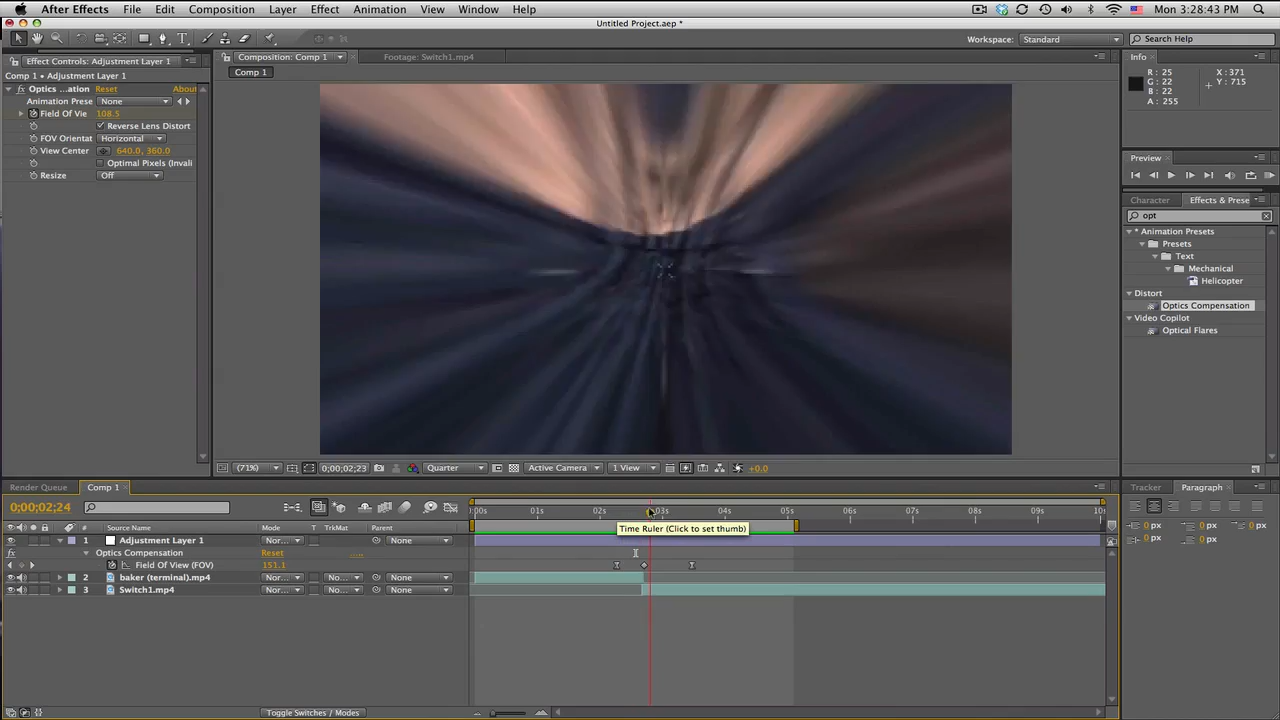 After Effects File Edit Composition Layer Effect Animation View Window Help Mon 3:28:43 PM
Untitled Project.aep *
Workspace: Standard Search Help
Effect Controls: Adjustment Layer 1
Comp 1 • Adjustment Layer 1
Optics ...ation Reset About
Animation Prese None
Field Of Vie 108.5
Reverse Lens Distort
FOV Orientat Horizontal
View Center 640.0, 360.0
Optimal Pixels (Invali
Resize Off
Composition: Comp 1 Footage: Switch1.mp4
Comp 1
(71%) 0;00;02;23 Quarter Active Camera 1 View +0.0
Info
R: 25 X: 371
G: 22 Y: 715
B: 22
A: 255
Preview
Character Effects & Prese
opt
* Animation Presets
Presets
Text
Mechanical
Helicopter
Distort
Optics Compensation
Video Copilot
Optical Flares
Render Queue Comp 1
0;00;02;24
# Source Name Mode T TrkMat Parent
1 Adjustment Layer 1 Nor... None
Optics Compensation Reset
Field Of View (FOV) 151.1
2 baker (terminal).mp4 Nor... No... None
3 Switch1.mp4 Nor... No... None
Toggle Switches / Modes
:00s 01s 02s 03s 04s 05s 06s 07s 08s 09s 10
Time Ruler (Click to set thumb)
Tracker Paragraph
0 px 0 px 0 px
0 px 0 px